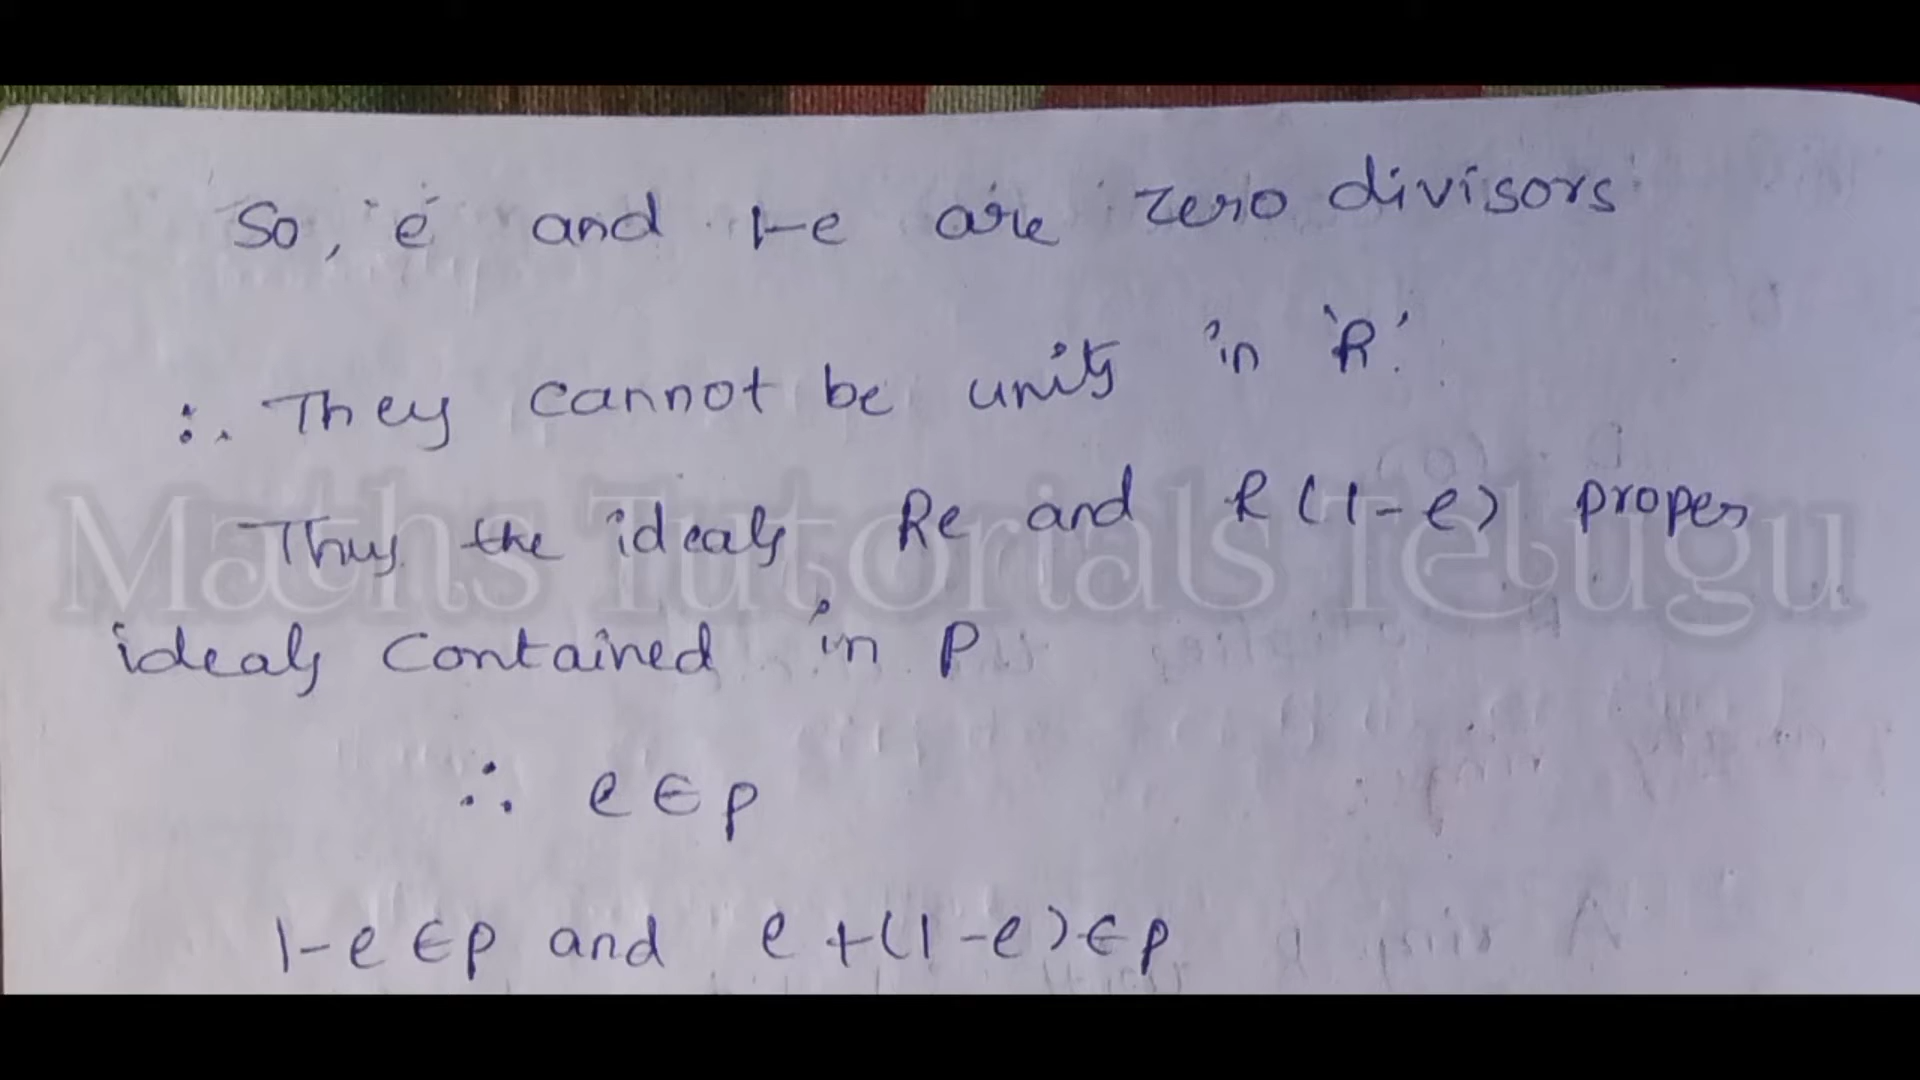 So, 'e' and 1-e are zero divisors
∴ They cannot be units in 'R'.
Thus the ideals Re and R(1-e) proper
Maths Tutorials Telugu
ideals contained in P
∴ e∈p
1-e∈p and e+(1-e)∈p